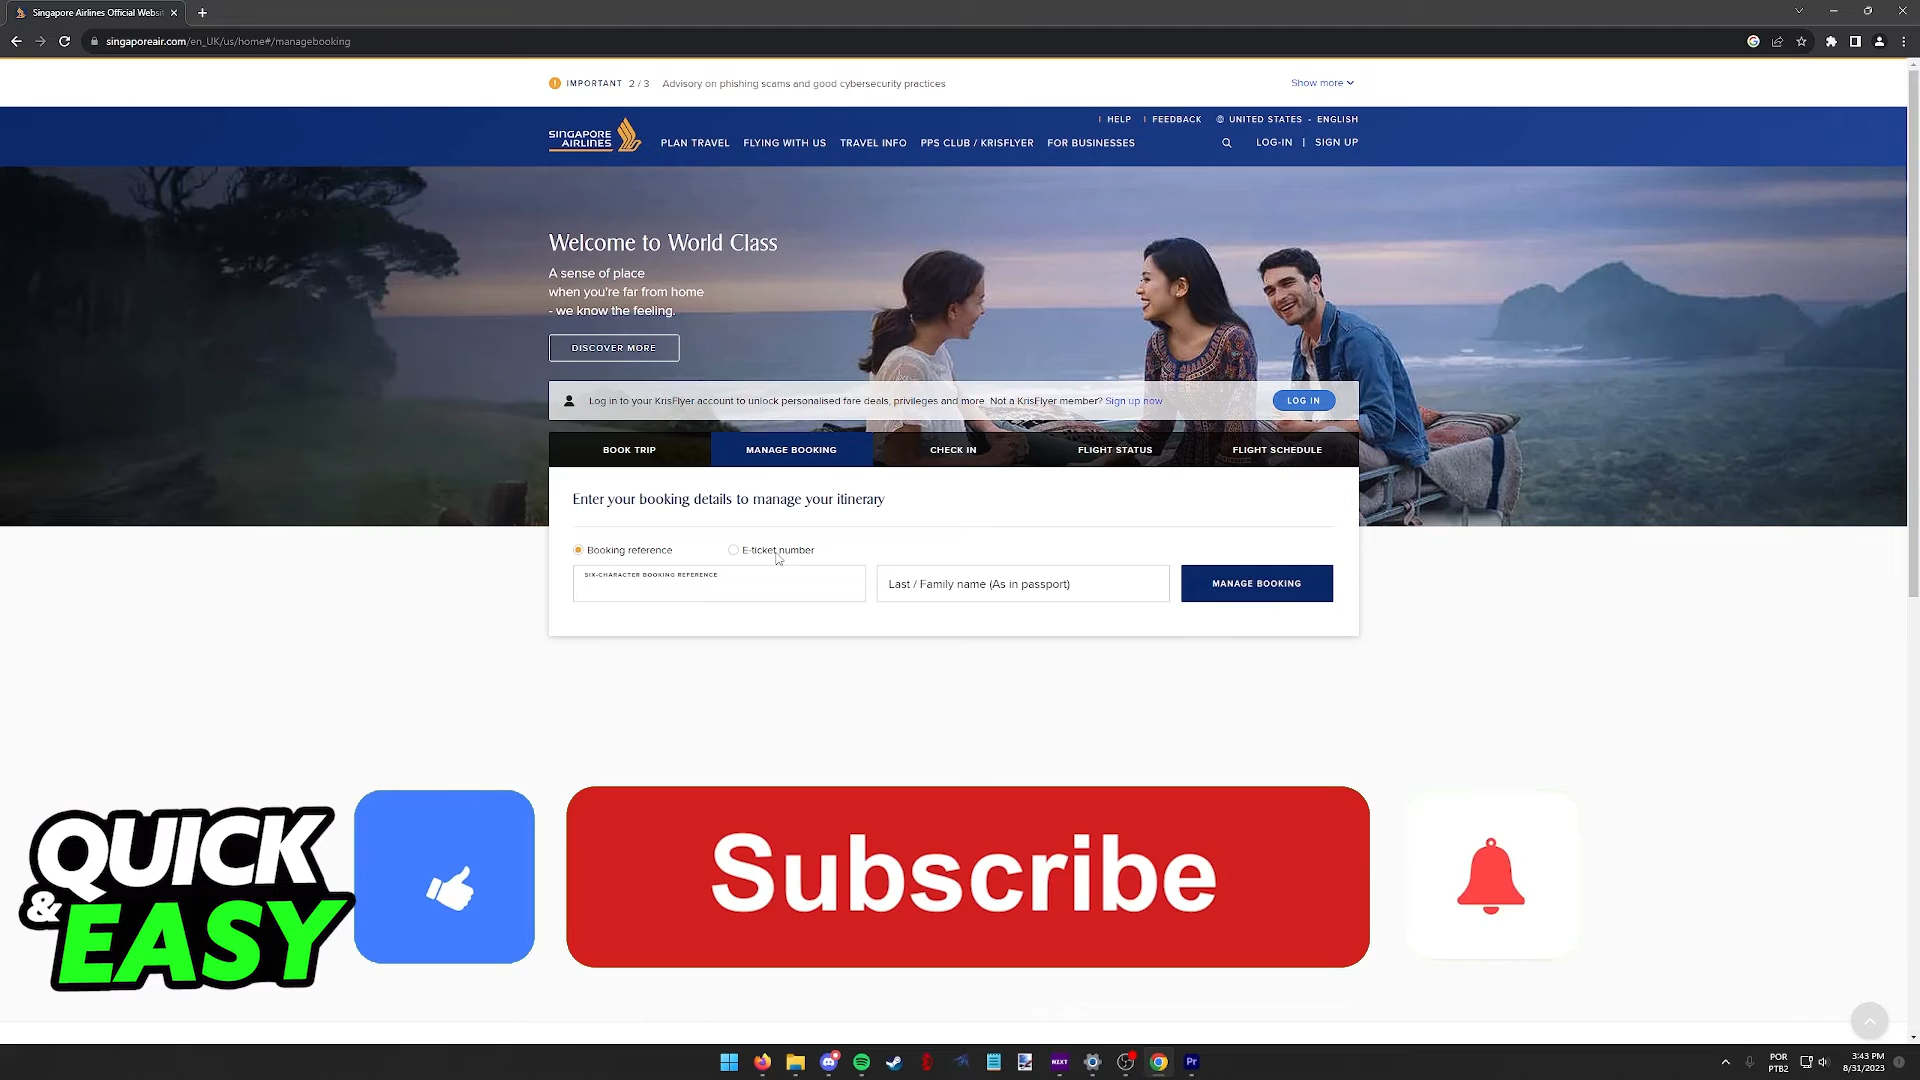 Singapore Airlines Official Websit
singaporeair.com/en_UK/us/home#/managebooking
IMPORTANT 2 / 3 Advisory on phishing scams and good cybersecurity practices Show more
HELP FEEDBACK UNITED STATES - ENGLISH
SINGAPORE AIRLINES
PLAN TRAVEL FLYING WITH US TRAVEL INFO PPS CLUB / KRISFLYER FOR BUSINESSES LOG-IN | SIGN UP
Welcome to World Class
A sense of place
when you're far from home
- we know the feeling.
DISCOVER MORE
Log in to your KrisFlyer account to unlock personalised fare deals, privileges and more. Not a KrisFlyer member? Sign up now LOG IN
BOOK TRIP MANAGE BOOKING CHECK IN FLIGHT STATUS FLIGHT SCHEDULE
Enter your booking details to manage your itinerary
Booking reference E-ticket number
SIX-CHARACTER BOOKING REFERENCE
Last / Family name (As in passport)
MANAGE BOOKING
QUICK
& EASY
Subscribe
NEXT
Pr
POR
PTB2
3:43 PM
8/31/2023